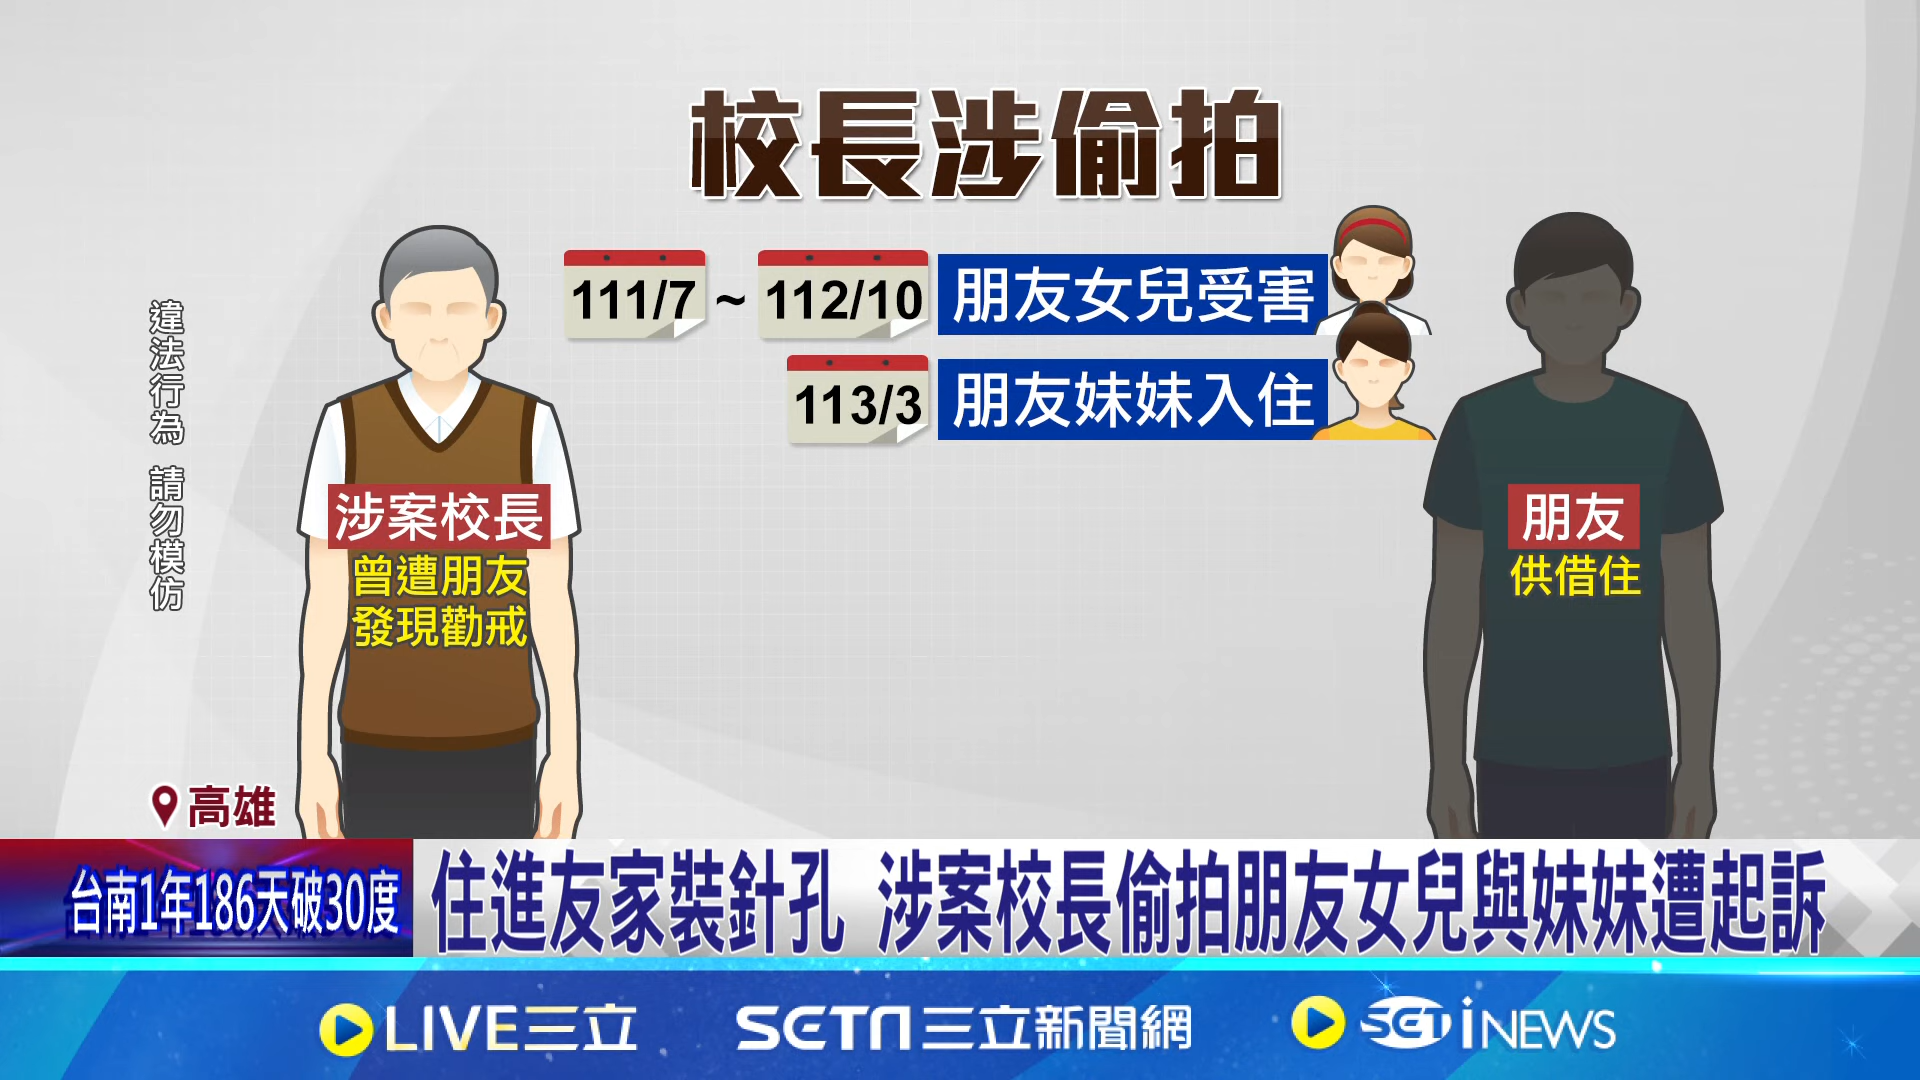 校長涉偷拍
111/7 ~ 112/10 朋友女兒受害
113/3 朋友妹妹入住
違法行為 請勿模仿
涉案校長
曾遭朋友
發現勸戒
朋友
供借住
高雄
台南1年186天破30度
住進友家裝針孔 涉案校長偷拍朋友女兒與妹妹遭起訴
LIVE三立
SETN三立新聞網
SETiNEWS